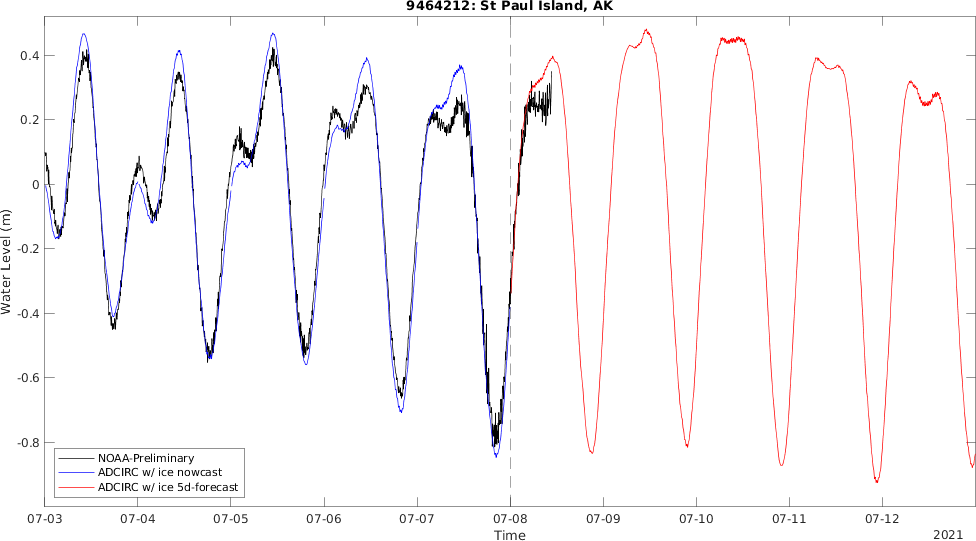 9464212: St Paul Island, AK
Water Level (m)
0.4
0.2
0
-0.2
-0.4
-0.6
-0.8
NOAA-Preliminary
ADCIRC w/ ice nowcast
ADCIRC w/ ice 5d-forecast
07-03 07-04 07-05 07-06 07-07 07-08 07-09 07-10 07-11 07-12
Time
2021